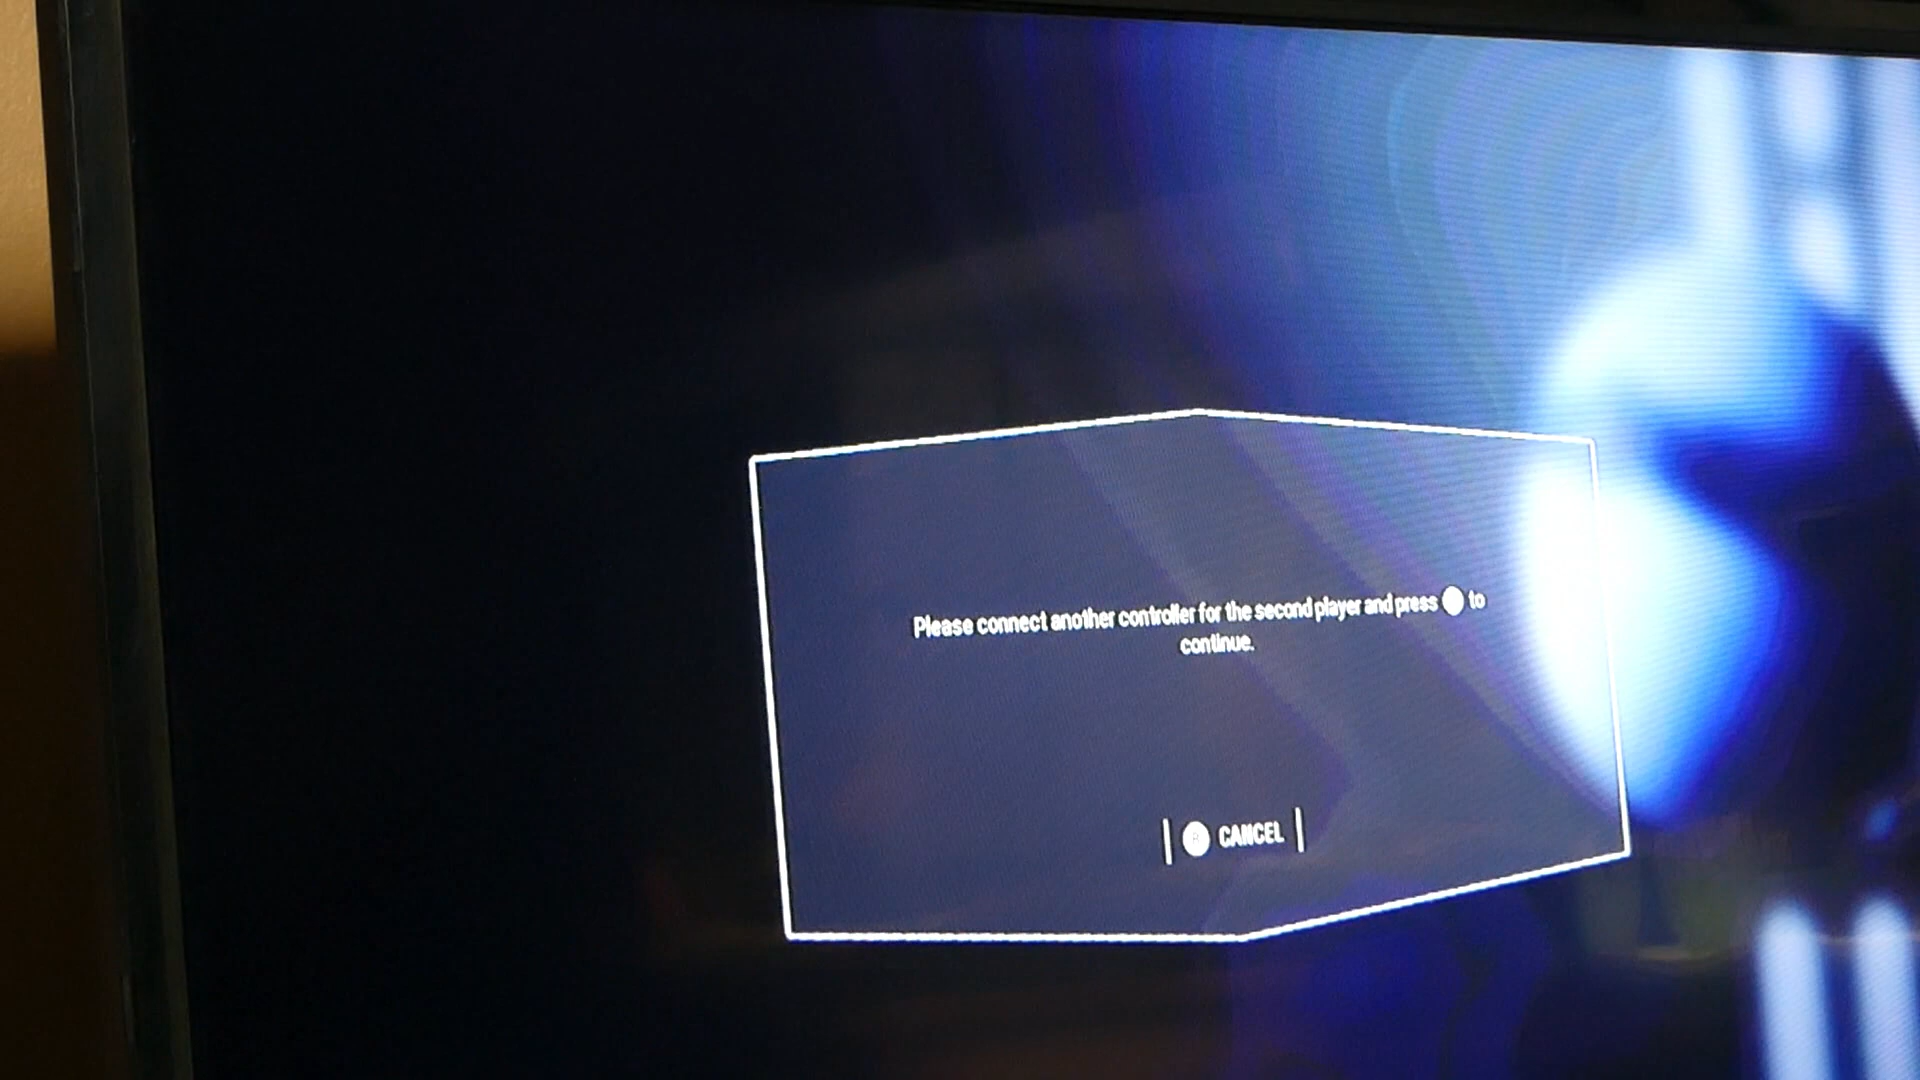 Please connect another controller for the second player and press to
continue.
CANCEL